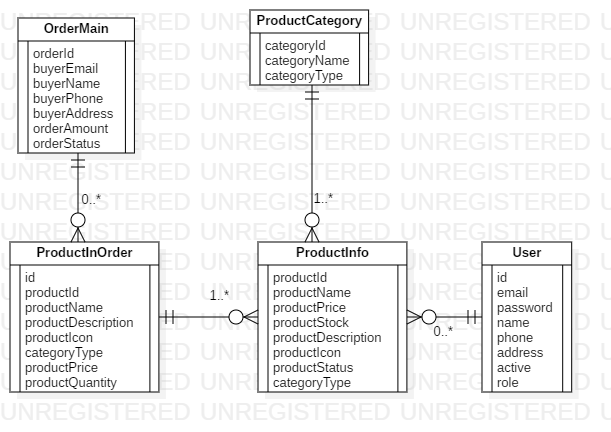 OrderMain
orderId
buyerEmail
buyerName
buyerPhone
buyerAddress
orderAmount
orderStatus
ProductCategory
categoryId
categoryName
categoryType
0..*
1..*
ProductInOrder
id
productId
productName
productDescription
productIcon
categoryType
productPrice
productQuantity
1..*
ProductInfo
productId
productName
productPrice
productStock
productDescription
productIcon
productStatus
categoryType
0..*
User
id
email
password
name
phone
address
active
role
UNREGISTERED